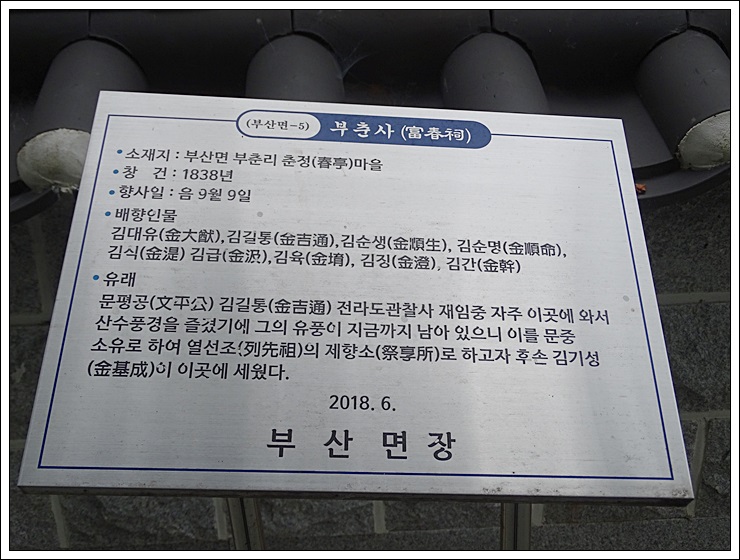 (부산면-5) 부춘사(富春祠)
• 소재지 : 부산면 부춘리 춘정(春亭)마을
• 창 건 : 1838년
• 향사일 : 음 9월 9일
• 배향인물
김대유(金大猷),김길통(金吉通),김순생(金順生), 김순명(金順命),
김식(金湜) 김급(金汲),김육(金堉), 김징(金澄), 김간(金幹)
• 유래
문평공(文平公) 김길통(金吉通) 전라도관찰사 재임중 자주 이곳에 와서
산수풍경을 즐겼기에 그의 유풍이 지금까지 남아 있으니 이를 문중
소유로 하여 열선조(列先祖)의 제향소(祭享所)로 하고자 후손 김기성
(金基成)이 이곳에 세웠다.
2018. 6.
부 산 면 장